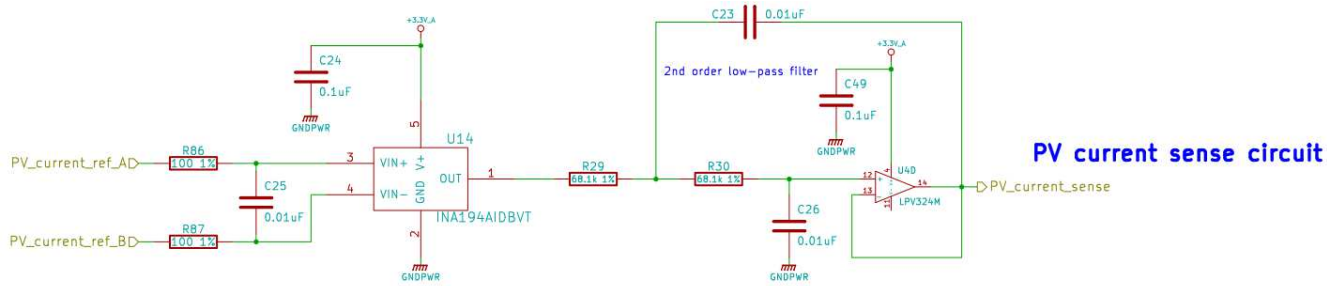 C23
0.01uF
+3.3V_A
+3.3V_A
C24
0.1uF
GNDPWR
2nd order low-pass filter
C49
0.1uF
GNDPWR
U14
5
PV_current_ref_A
R86
100 1%
3
VIN+
V+
OUT
1
R29
68.1k 1%
R30
68.1k 1%
12
+
4
U4D
14
PV_current_sense
PV current sense circuit
C25
0.01uF
4
VIN-
GND
13
-
11
LPV324M
INA194AIDBVT
C26
0.01uF
PV_current_ref_B
R87
100 1%
2
GNDPWR
GNDPWR